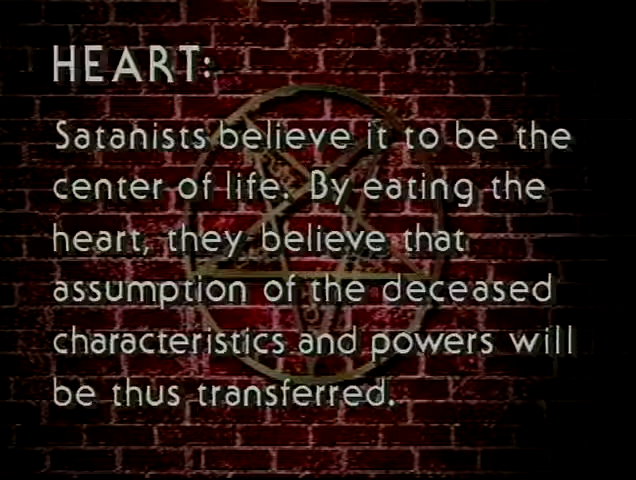 HEART:
Satanists believe it to be the
center of life. By eating the
heart, they believe that
assumption of the deceased
characteristics and powers will
be thus transferred.